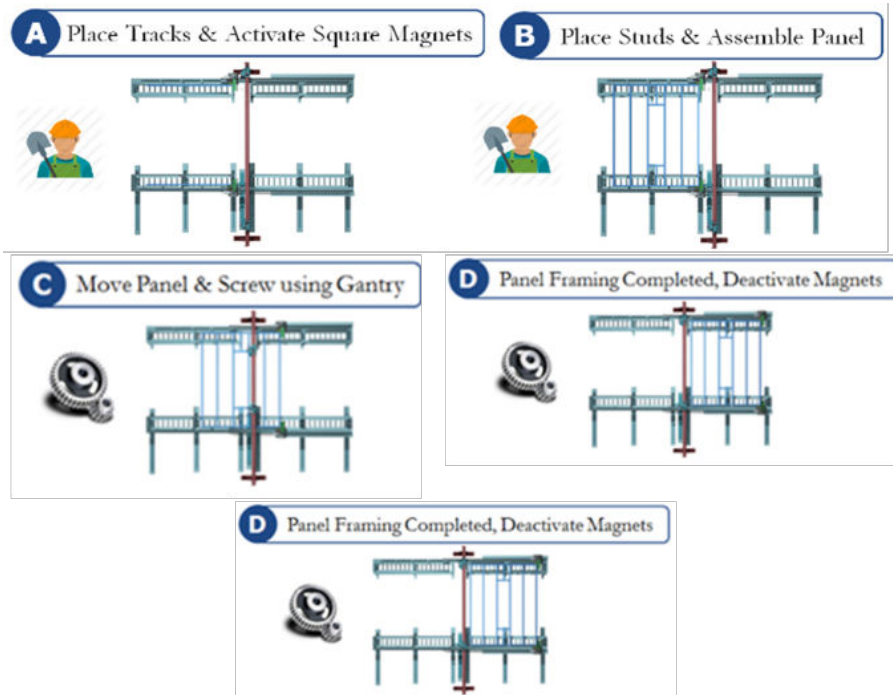 A Place Tracks & Activate Square Magnets
B Place Studs & Assemble Panel
C Move Panel & Screw using Gantry
D Panel Framing Completed, Deactivate Magnets
D Panel Framing Completed, Deactivate Magnets